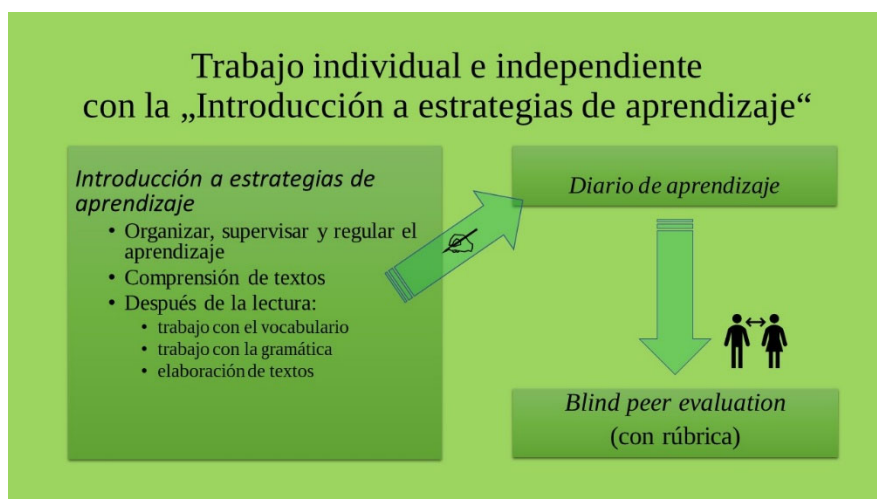 Trabajo individual e independiente
con la „Introducción a estrategias de aprendizaje“
Introducción a estrategias de
aprendizaje
• Organizar, supervisar y regular el
aprendizaje
• Comprensión de textos
• Después de la lectura:
• trabajo con el vocabulario
• trabajo con la gramática
• elaboración de textos
Diario de aprendizaje
Blind peer evaluation
(con rúbrica)